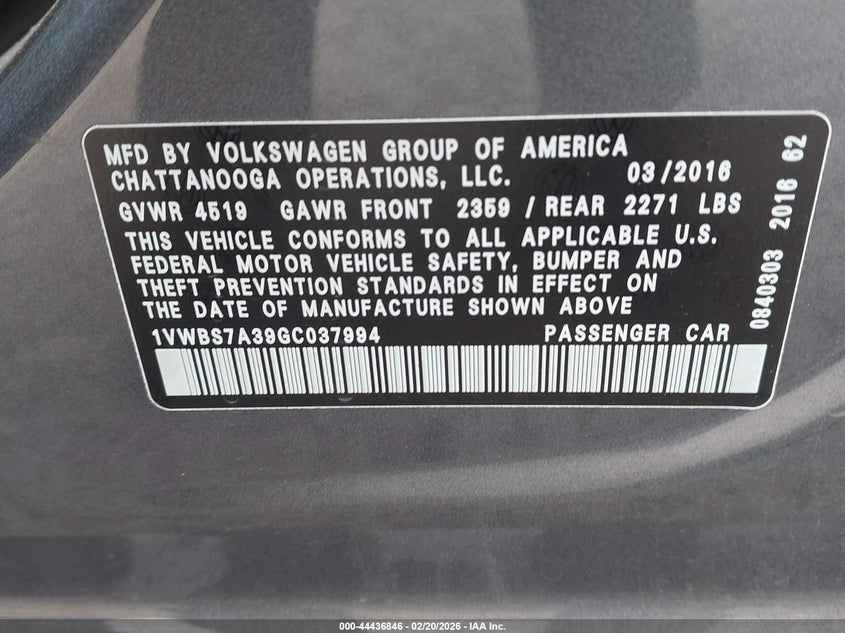 MFD BY VOLKSWAGEN GROUP OF AMERICA
CHATTANOOGA OPERATIONS, LLC. 03/2016
GVWR 4519 GAWR FRONT 2359 / REAR 2271 LBS
THIS VEHICLE CONFORMS TO ALL APPLICABLE U.S.
FEDERAL MOTOR VEHICLE SAFETY, BUMPER AND
THEFT PREVENTION STANDARDS IN EFFECT ON
THE DATE OF MANUFACTURE SHOWN ABOVE
1VWBS7A39GC037994 PASSENGER CAR
0840303 2016 62
000-44436846 - 02/20/2026 - IAA Inc.